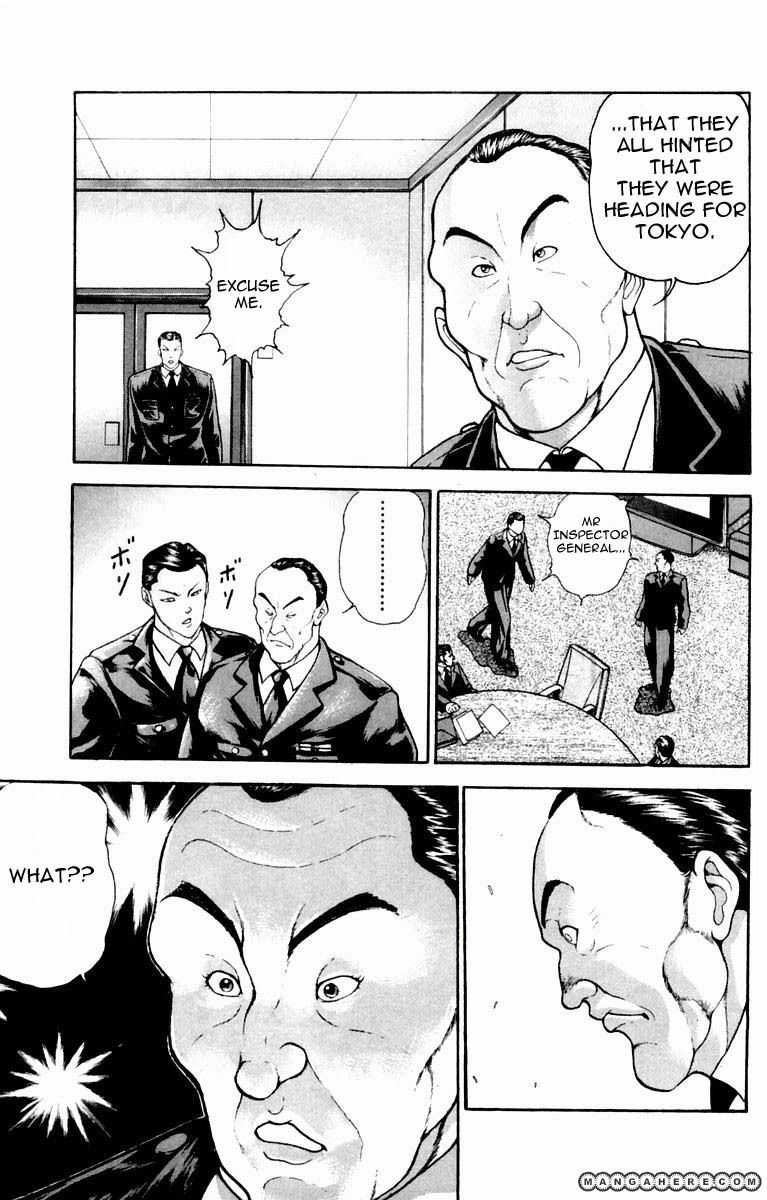 ...THAT THEY
ALL HINTED
THAT
THEY WERE
HEADING FOR
TOKYO.
EXCUSE
ME.
MR
INSPECTOR
GENERAL...
..........
ボソ
ボソ
WHAT??
MANGAHERE.COM